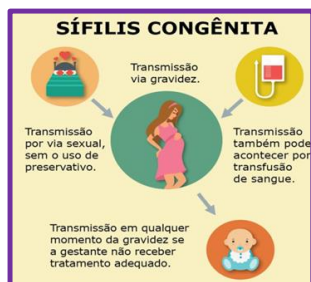 SÍFILIS CONGÊNITA
Transmissão
via gravidez.
Transmissão
por via sexual,
sem o uso de
preservativo.
Transmissão
também pode
acontecer por
transfusão
de sangue.
Transmissão em qualquer
momento da gravidez se
a gestante não receber
tratamento adequado.